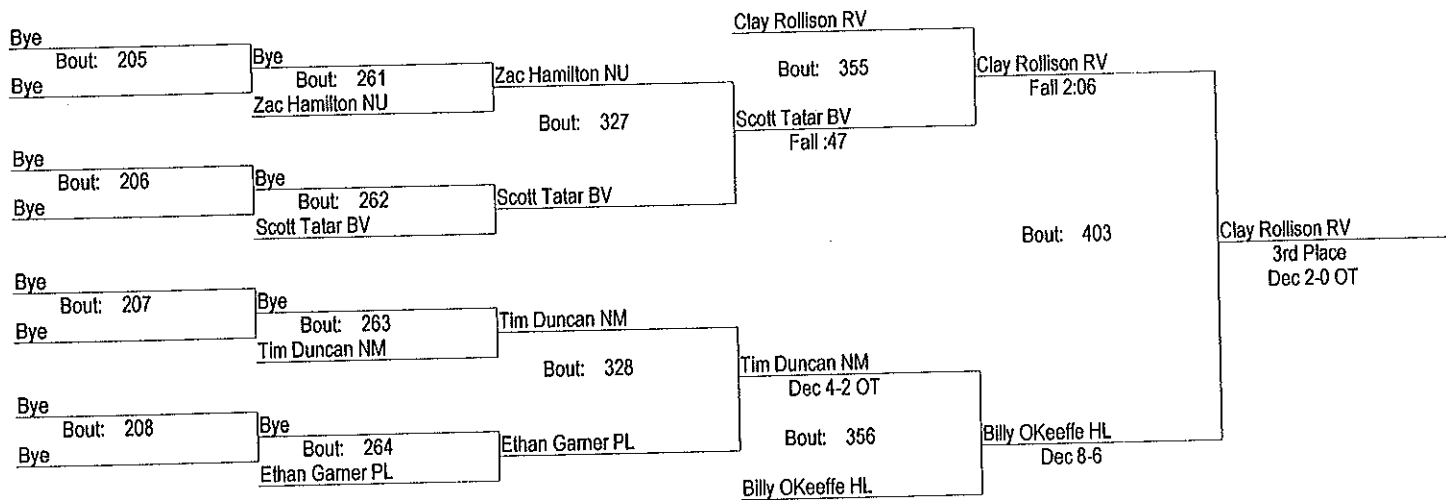 Clay Rollison RV
Bye
Bout: 205
Bye
Bye
Bout: 261
Zac Hamilton NU
Zac Hamilton NU
Bout: 327
Bout: 355
Clay Rollison RV
Fall 2:06
Scott Tatar BV
Fall :47
Bye
Bout: 206
Bye
Bye
Bout: 262
Scott Tatar BV
Scott Tatar BV
Bout: 403
Clay Rollison RV
3rd Place
Dec 2-0 OT
Bye
Bout: 207
Bye
Bye
Bout: 263
Tim Duncan NM
Tim Duncan NM
Bout: 328
Tim Duncan NM
Dec 4-2 OT
Bye
Bout: 208
Bye
Bye
Bout: 264
Ethan Garner PL
Ethan Garner PL
Bout: 356
Billy OKeeffe HL
Dec 8-6
Billy OKeeffe HL